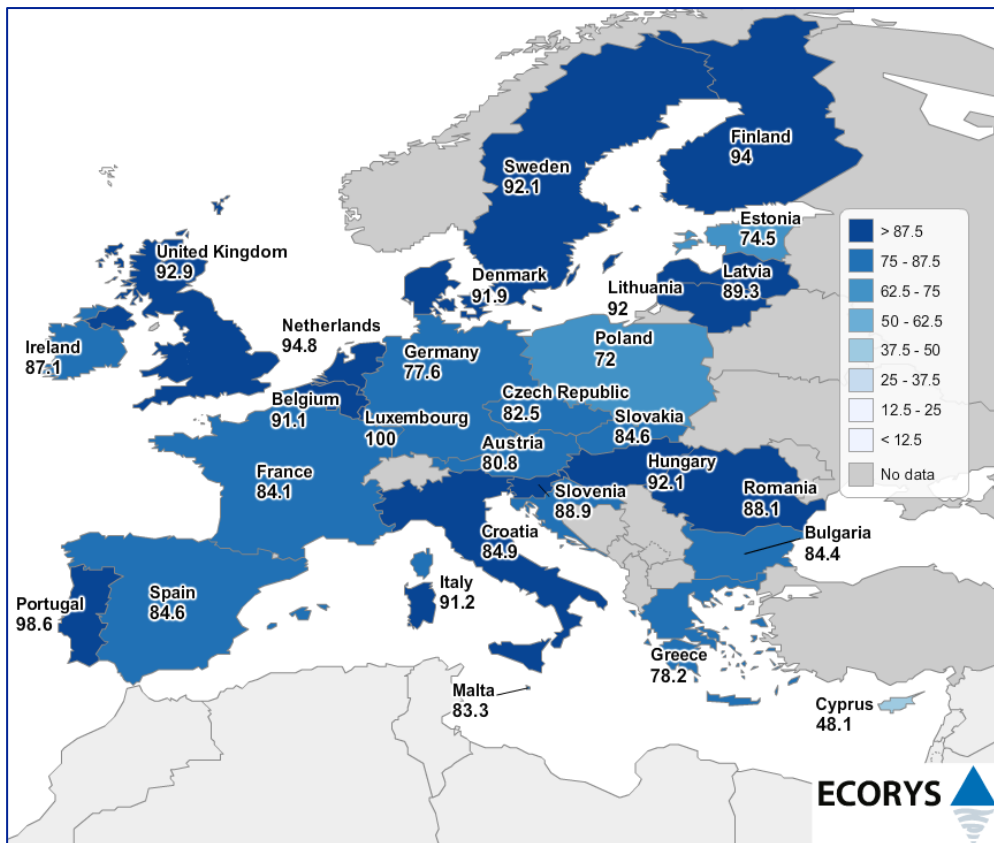 Finland
94
Sweden
92.1
Estonia
74.5
> 87.5
75 - 87.5
62.5 - 75
50 - 62.5
37.5 - 50
25 - 37.5
12.5 - 25
< 12.5
No data
United Kingdom
92.9
Denmark
91.9
Latvia
89.3
Lithuania
92
Ireland
87.1
Netherlands
94.8
Germany
77.6
Poland
72
Belgium
91.1
Luxembourg
100
Czech Republic
82.5
Slovakia
84.6
Austria
80.8
France
84.1
Hungary
92.1
Slovenia
88.9
Romania
88.1
Croatia
84.9
Bulgaria
84.4
Portugal
98.6
Spain
84.6
Italy
91.2
Greece
78.2
Malta
83.3
Cyprus
48.1
ECORYS